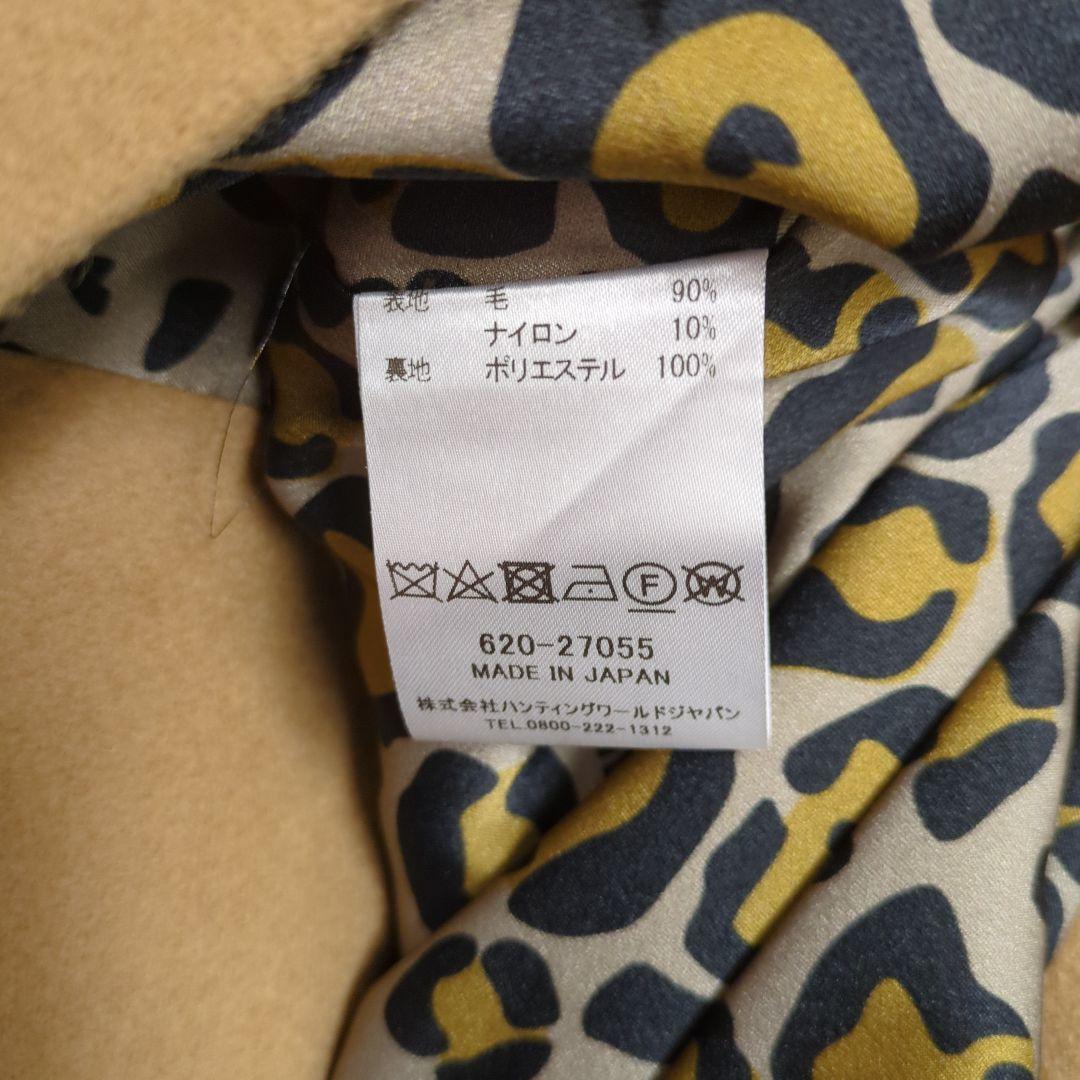 表地 毛 90%
ナイロン 10%
裏地 ポリエステル 100%
F W
620-27055
MADE IN JAPAN
株式会社ハンティングワールドジャパン
TEL.0800-222-1312